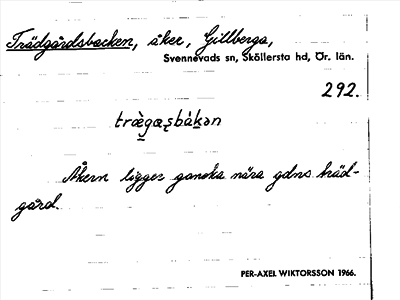 Trädgårdsbacken, åker, Gillberga,
Svennevads sn, Sköllersta hd, Ör. län.
292.
Åkern ligger ganska nära gdns träd-
gård.
PER-AXEL WIKTORSSON 1966.